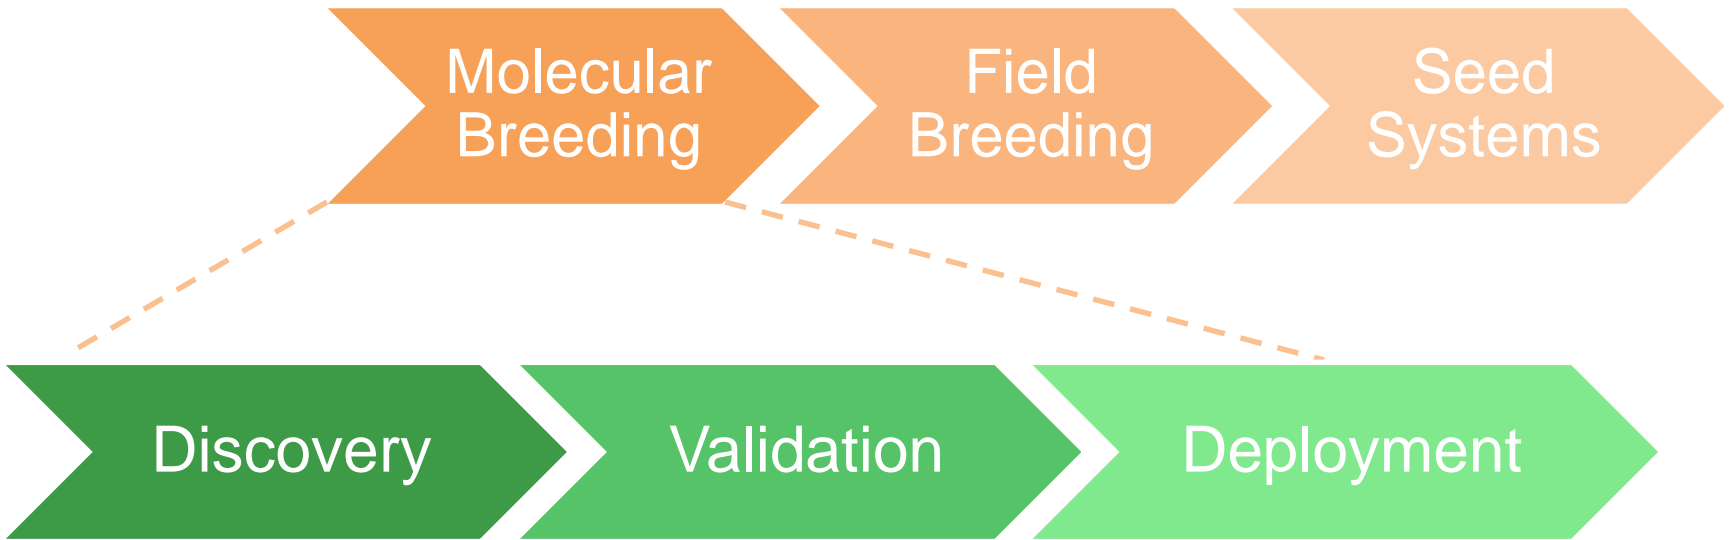 Molecular
Breeding
Field
Breeding
Seed
Systems
Discovery
Validation
Deployment